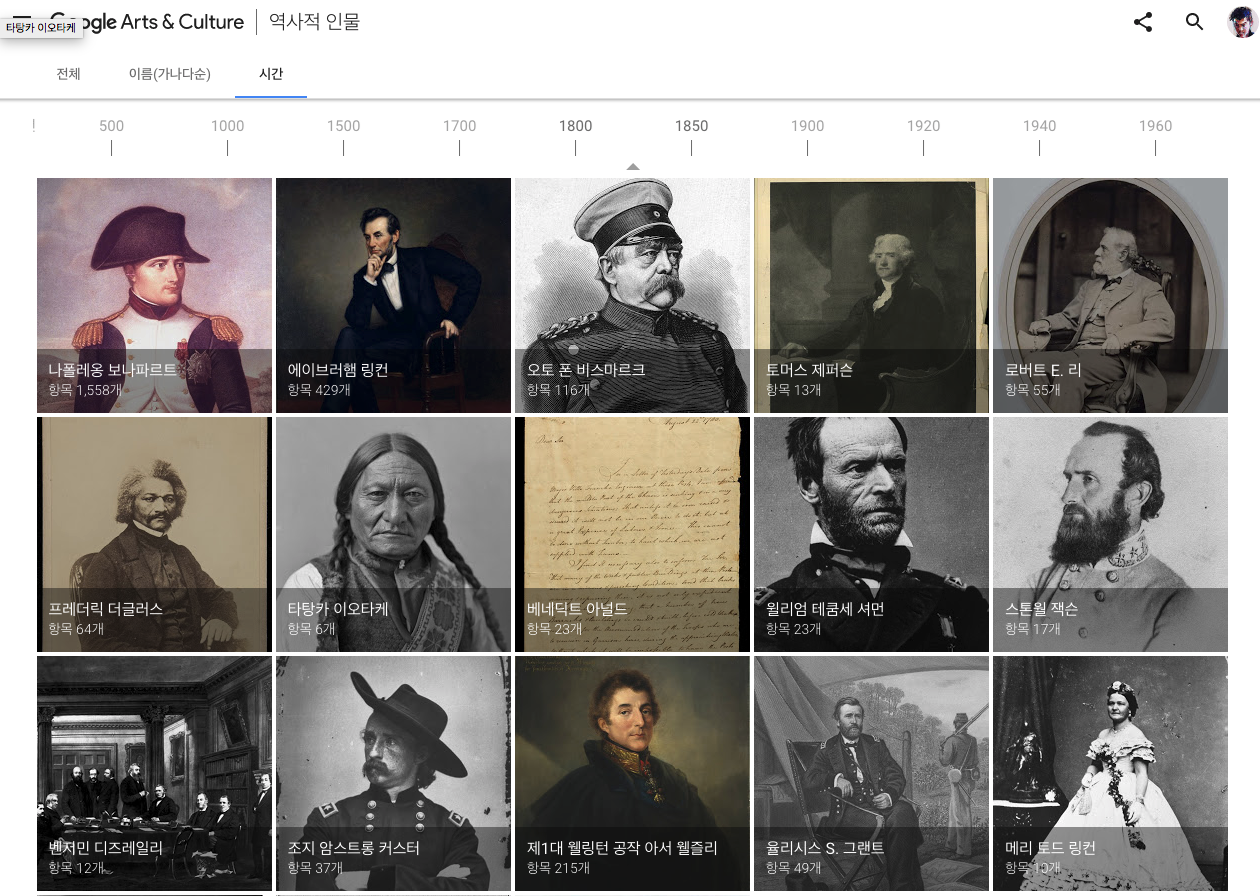 타탕카 이오타케
Google Arts & Culture
역사적 인물
전체
이름(가나다순)
시간
500
1000
1500
1700
1800
1850
1900
1920
1940
1960
나폴레옹 보나파르트
항목 1,558개
에이브러햄 링컨
항목 429개
오토 폰 비스마르크
항목 116개
토머스 제퍼슨
항목 13개
로버트 E. 리
항목 55개
프레더릭 더글러스
항목 64개
타탕카 이오타케
항목 6개
베네딕트 아널드
항목 23개
윌리엄 테쿰세 셔먼
항목 23개
스톤월 잭슨
항목 17개
벤저민 디즈레일리
항목 12개
조지 암스트롱 커스터
항목 37개
제1대 웰링턴 공작 아서 웰즐리
항목 215개
율리시스 S. 그랜트
항목 49개
메리 토드 링컨
항목 10개